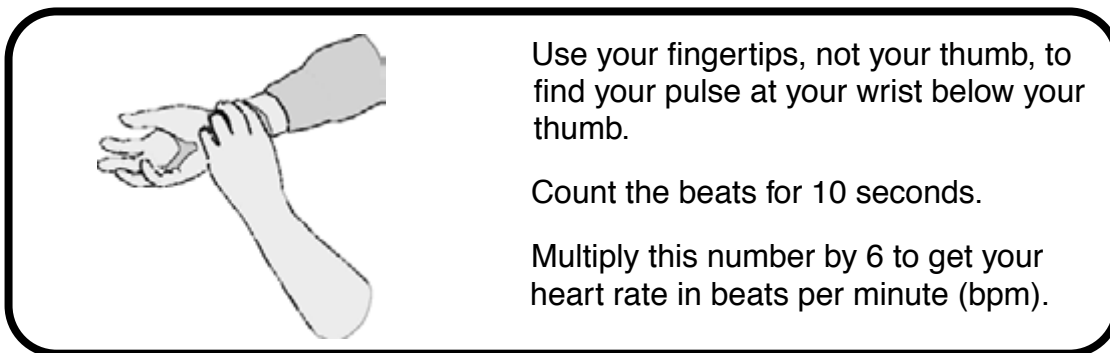 Use your fingertips, not your thumb, to
find your pulse at your wrist below your
thumb.
Count the beats for 10 seconds.
Multiply this number by 6 to get your
heart rate in beats per minute (bpm).